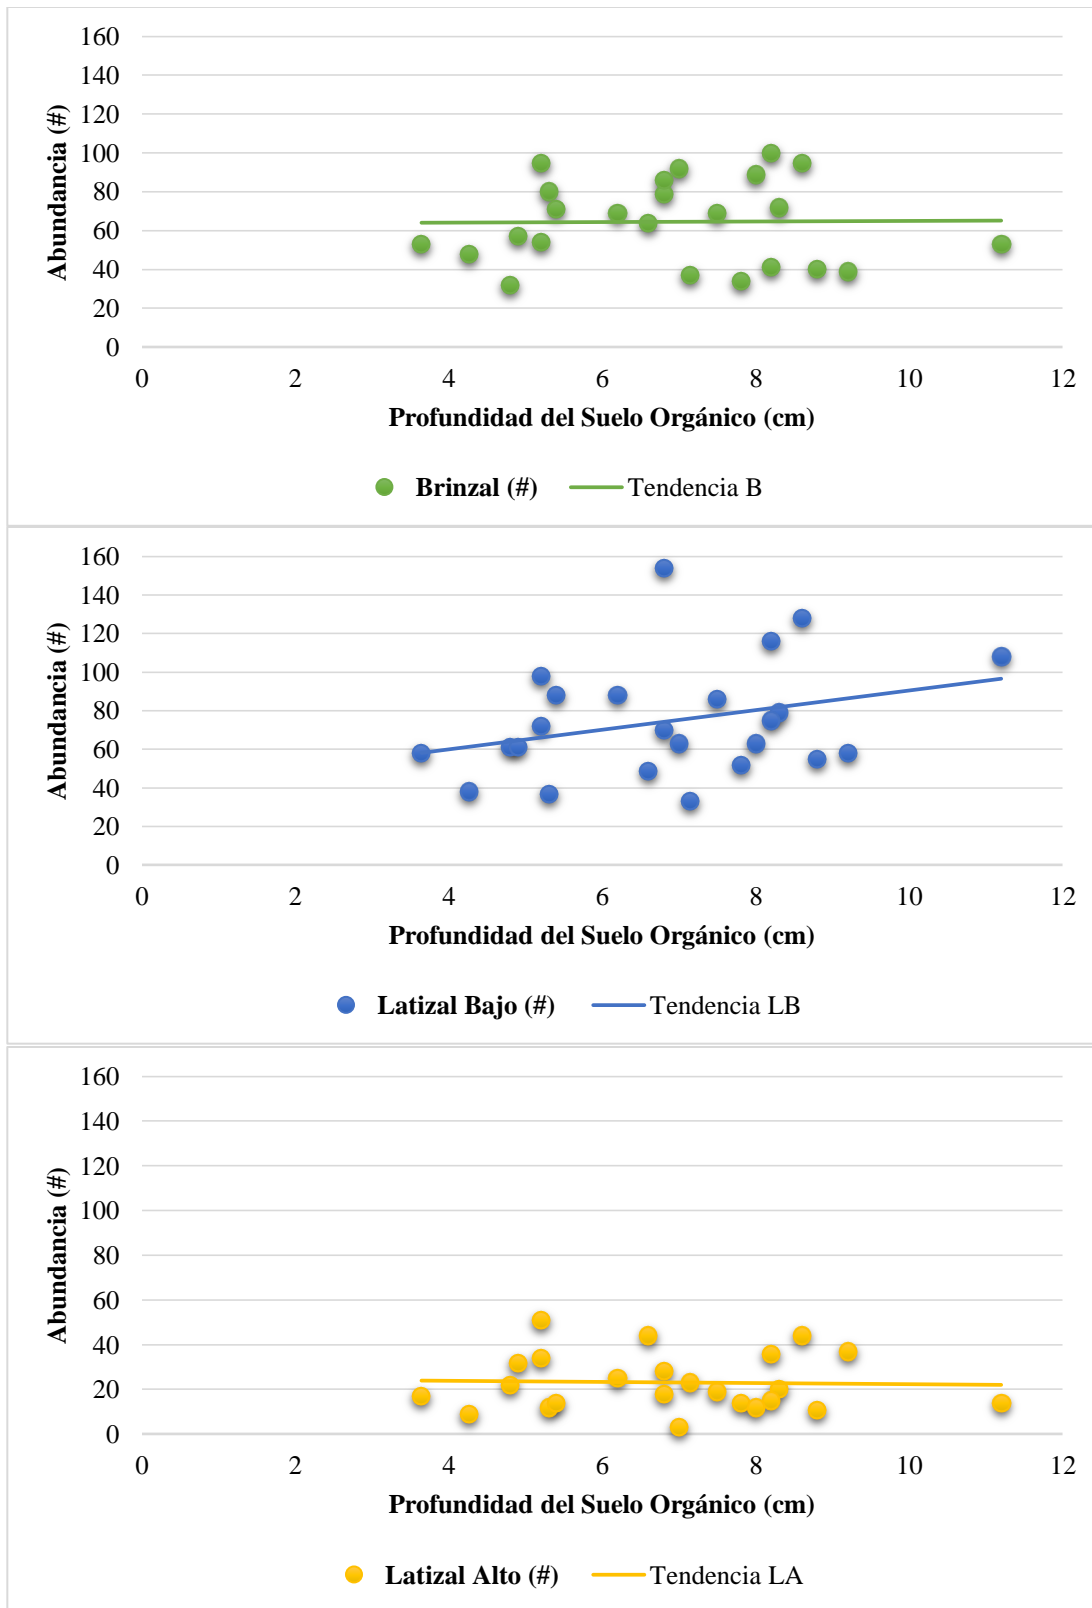 160
140
120
100
80
60
40
20
0
Abundancia (#)
0 2 4 6 8 10 12
Profundidad del Suelo Orgánico (cm)
Brinzal (#) Tendencia B
160
140
120
100
80
60
40
20
0
Abundancia (#)
0 2 4 6 8 10 12
Profundidad del Suelo Orgánico (cm)
Latizal Bajo (#) Tendencia LB
160
140
120
100
80
60
40
20
0
Abundancia (#)
0 2 4 6 8 10 12
Profundidad del Suelo Orgánico (cm)
Latizal Alto (#) Tendencia LA